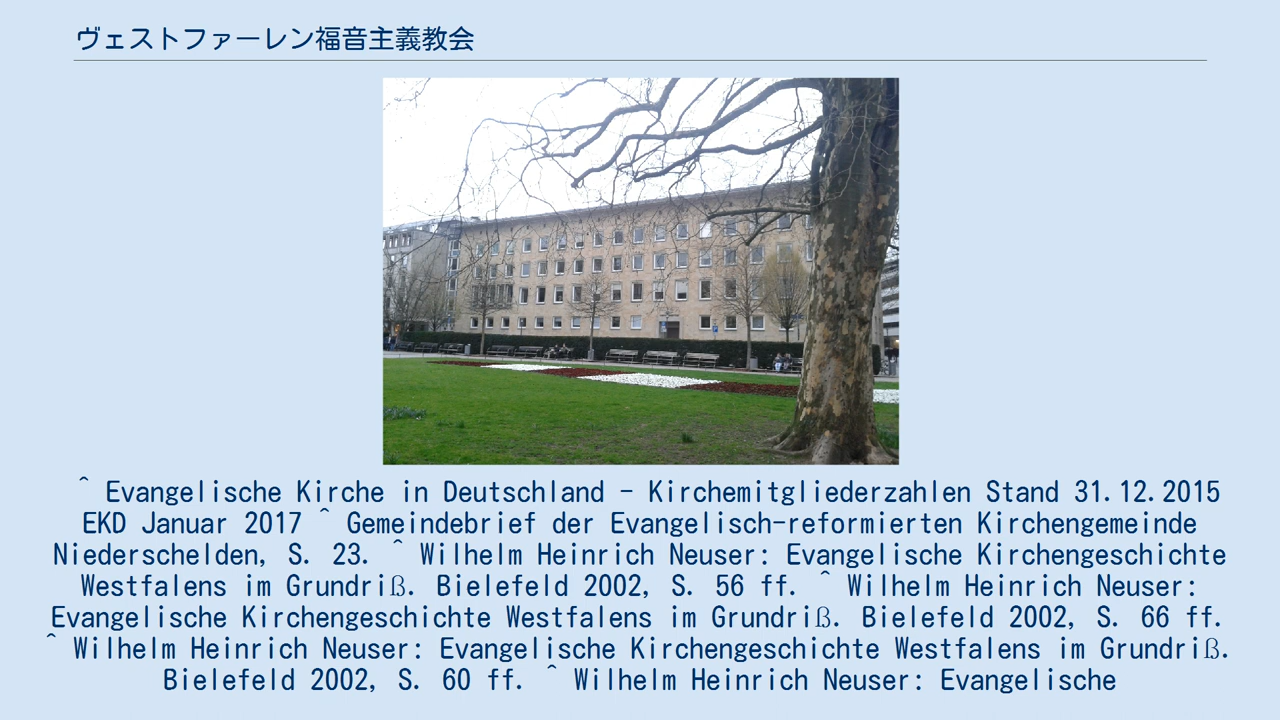 ヴェストファーレン福音主義教会
^ Evangelische Kirche in Deutschland - Kirchemitgliederzahlen Stand 31.12.2015
EKD Januar 2017 ^ Gemeindebrief der Evangelisch-reformierten Kirchengemeinde
Niederschelden, S. 23. ^ Wilhelm Heinrich Neuser: Evangelische Kirchengeschichte
Westfalens im Grundriß. Bielefeld 2002, S. 56 ff. ^ Wilhelm Heinrich Neuser:
Evangelische Kirchengeschichte Westfalens im Grundriß. Bielefeld 2002, S. 66 ff.
^ Wilhelm Heinrich Neuser: Evangelische Kirchengeschichte Westfalens im Grundriß.
Bielefeld 2002, S. 60 ff. ^ Wilhelm Heinrich Neuser: Evangelische